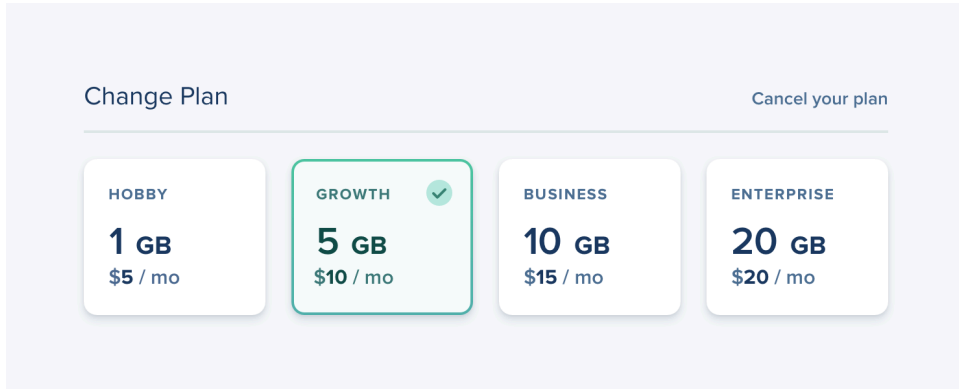 Change Plan
Cancel your plan
HOBBY
1 GB
$5 / mo
GROWTH
5 GB
$10 / mo
BUSINESS
10 GB
$15 / mo
ENTERPRISE
20 GB
$20 / mo